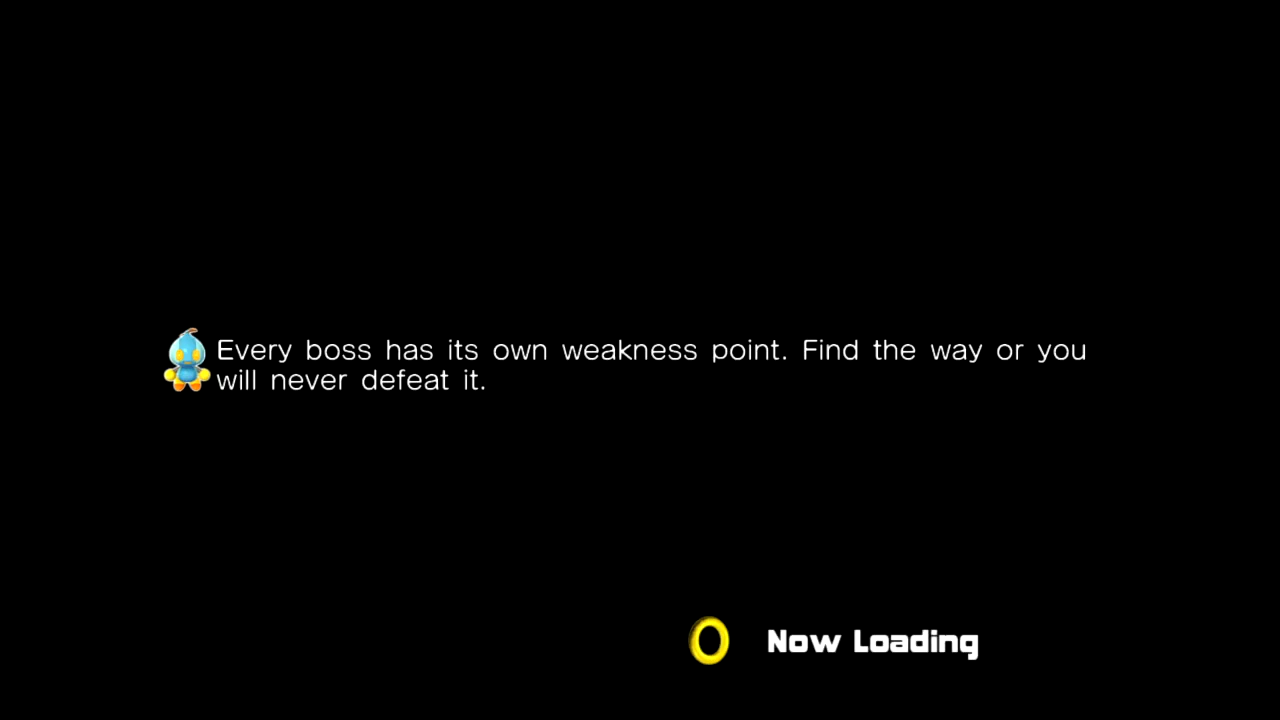 Every boss has its own weakness point. Find the way or you
will never defeat it.
Now Loading